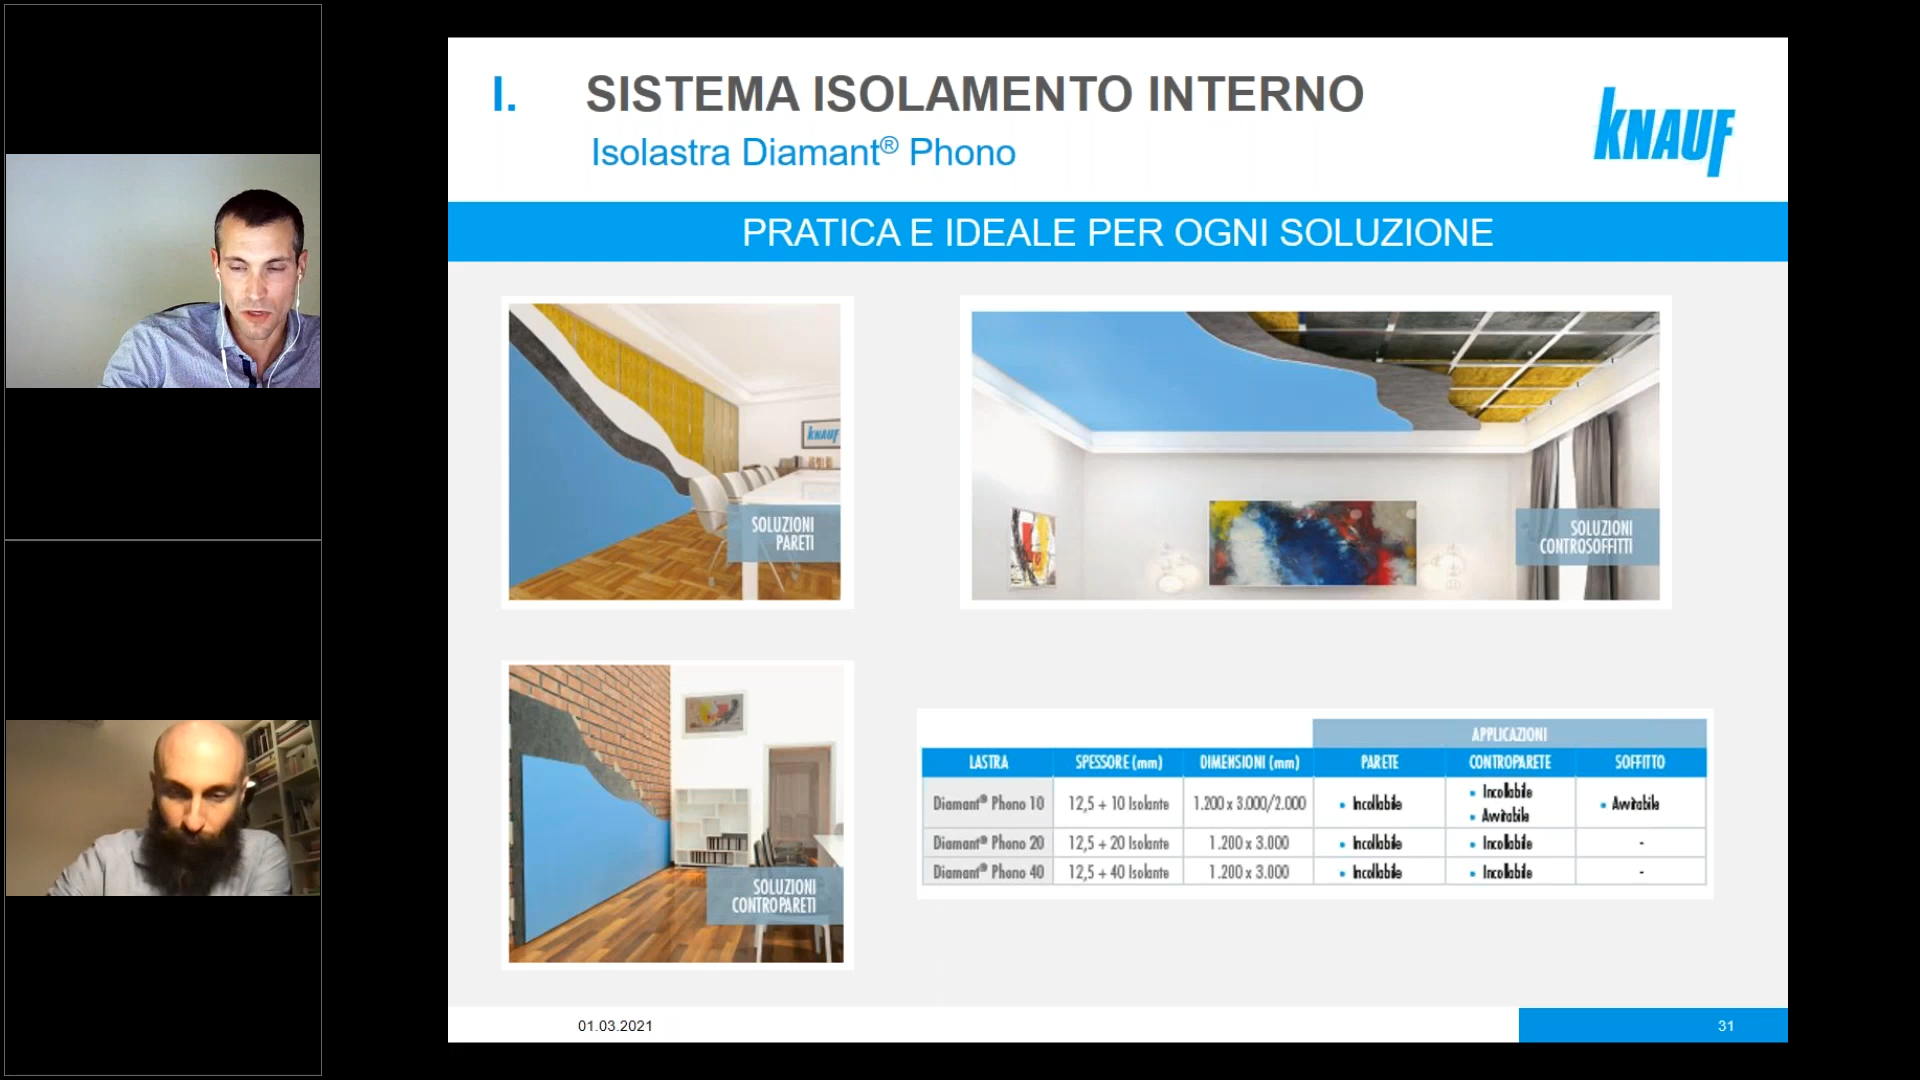 I. SISTEMA ISOLAMENTO INTERNO
Isolastra Diamant® Phono
KNAUF
PRATICA E IDEALE PER OGNI SOLUZIONE
KNAUF
SOLUZIONI
PARETI
SOLUZIONI
CONTROSOFFITTI
SOLUZIONI
CONTROPARETI
APPLICAZIONI
LASTRA SPESSORE (mm) DIMENSIONI (mm) PARETE CONTROPARETE SOFFITTO
Diamant® Phono 10 12,5 + 10 Isolante 1.200 x 3.000/2.000 • Incollabile • Incollabile • Avvitabile
• Avvitabile
Diamant® Phono 20 12,5 + 20 Isolante 1.200 x 3.000 • Incollabile • Incollabile -
Diamant® Phono 40 12,5 + 40 Isolante 1.200 x 3.000 • Incollabile • Incollabile -
01.03.2021 31